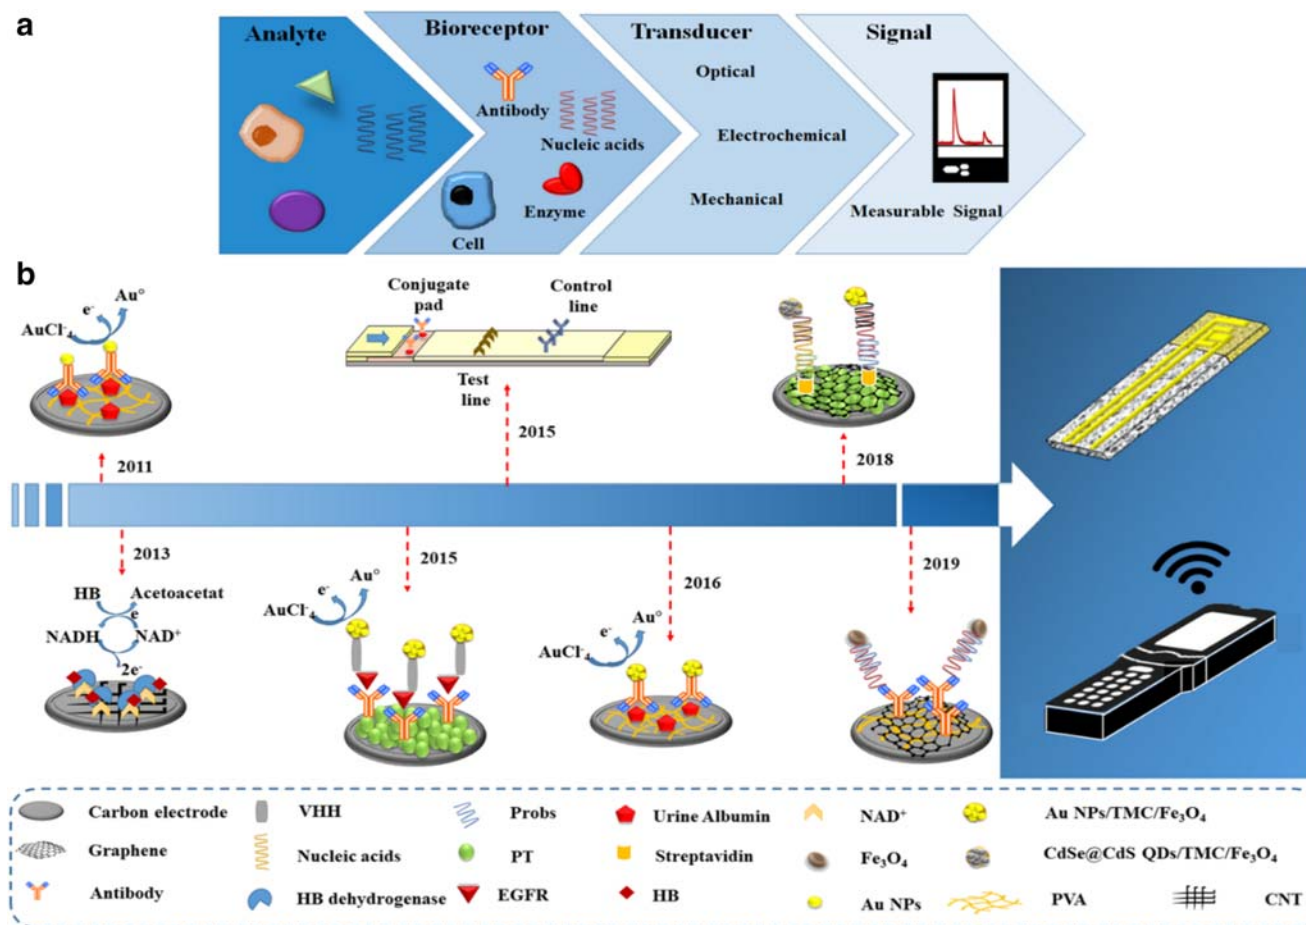 a
Analyte
Bioreceptor
Transducer
Signal
Antibody
Nucleic acids
Enzyme
Cell
Optical
Electrochemical
Mechanical
Measurable Signal
b
AuCl⁻₄
e⁻
Au°
2011
Conjugate
pad
Control
line
Test
line
2015
2018
2013
HB
Acetoacetat
e
NADH
NAD⁺
2e⁻
2015
AuCl⁻₄
e⁻
Au°
2016
AuCl⁻₄
e⁻
Au°
2019
Carbon electrode
VHH
Probs
Urine Albumin
NAD⁺
Au NPs/TMC/Fe₃O₄
Graphene
Nucleic acids
PT
Streptavidin
Fe₃O₄
CdSe@CdS QDs/TMC/Fe₃O₄
Antibody
HB dehydrogenase
EGFR
HB
Au NPs
PVA
CNT